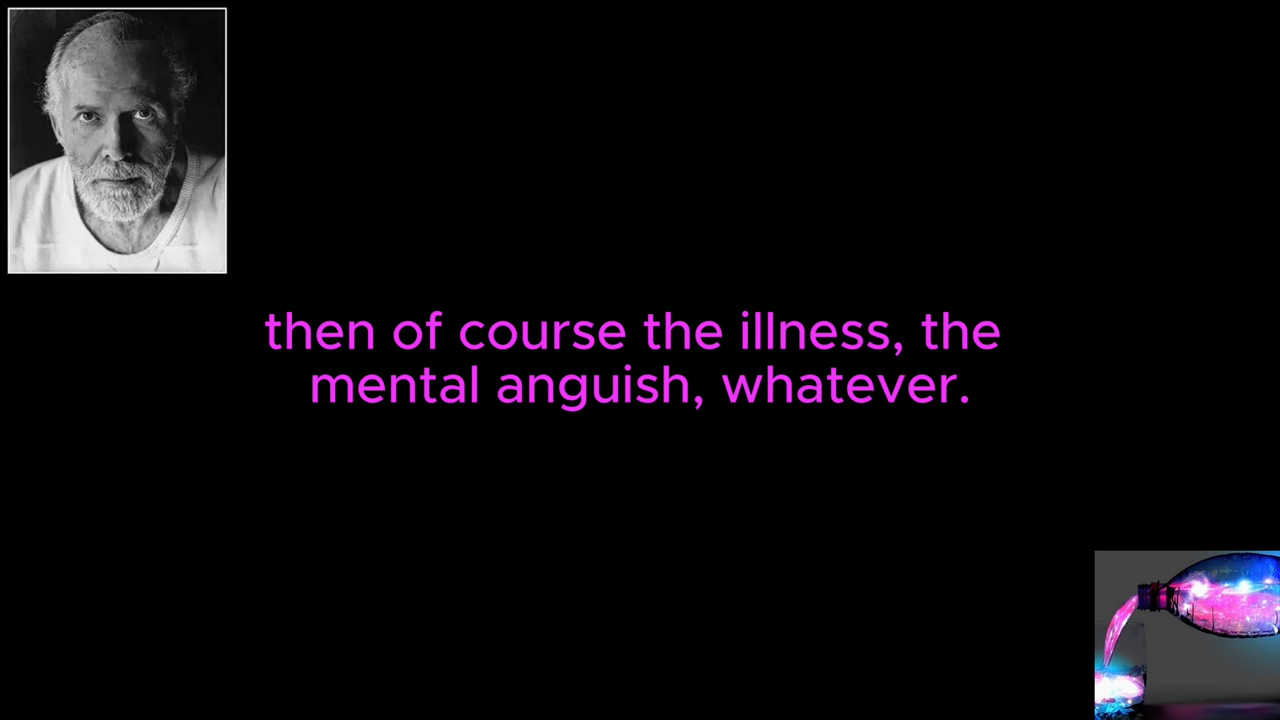 then of course the illness, the
mental anguish, whatever.